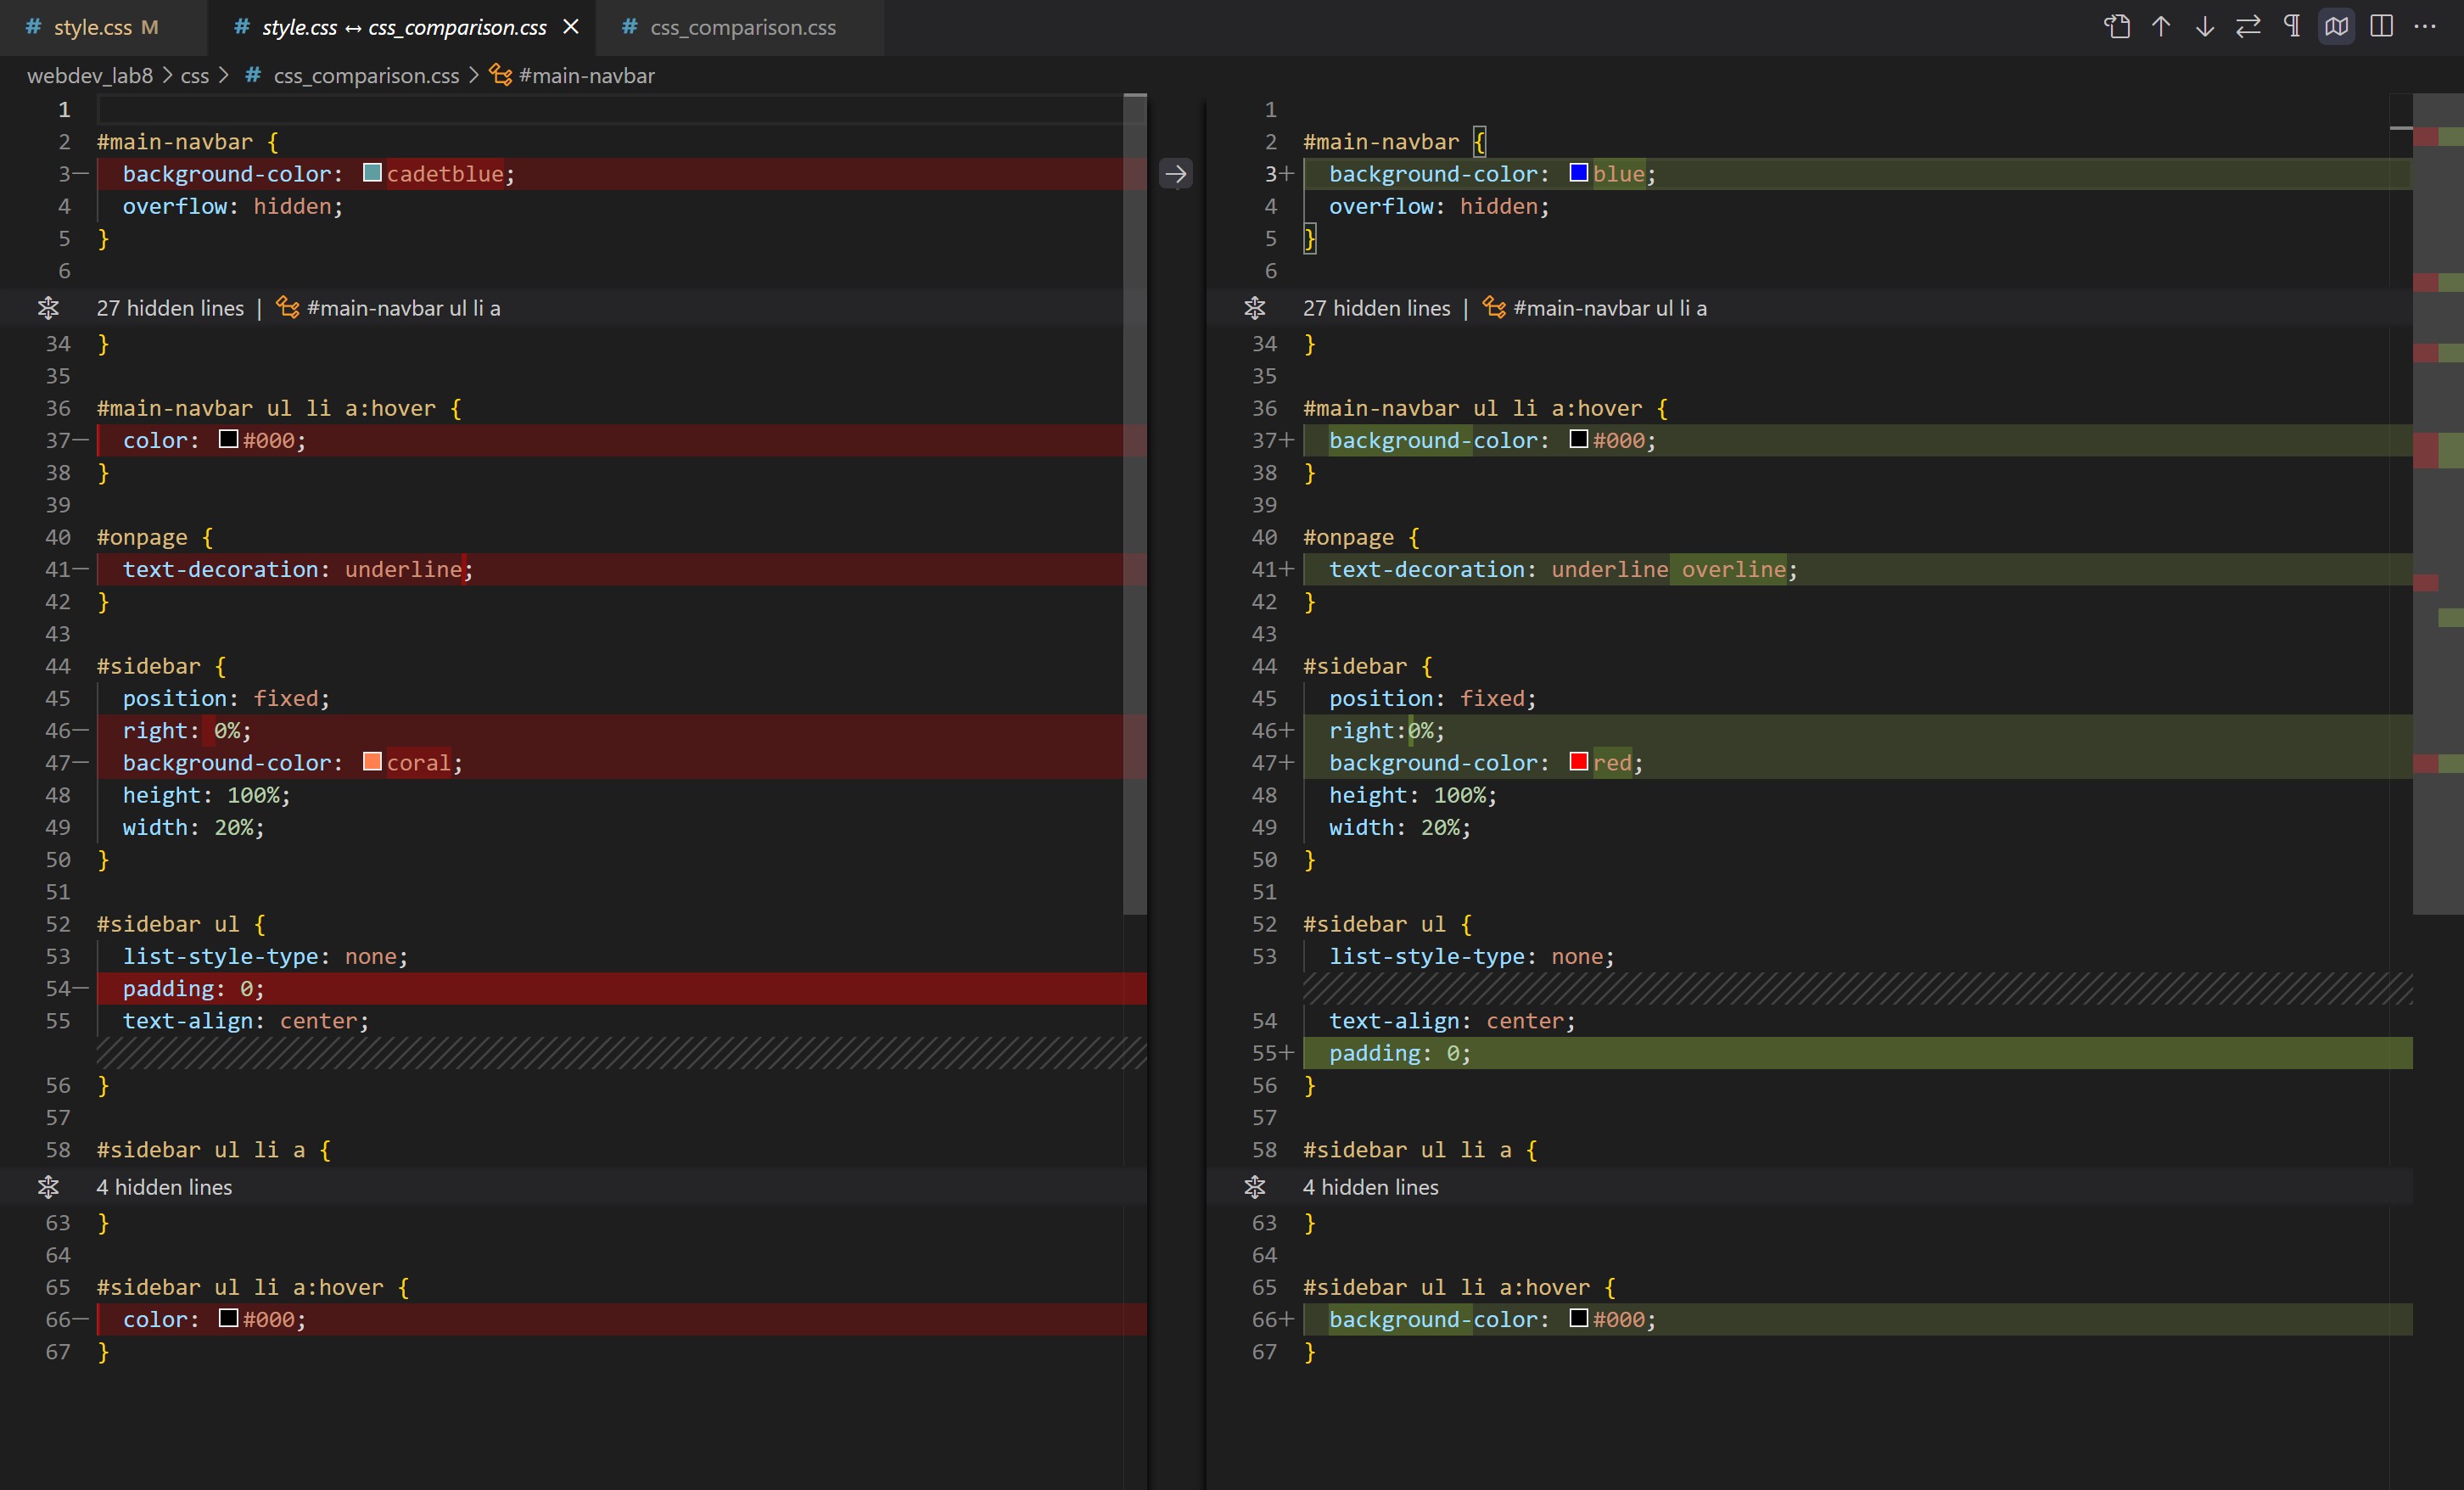 # style.css M
# style.css ↔ css_comparison.css
# css_comparison.css
webdev_lab8 > css > # css_comparison.css > #main-navbar
1
2 #main-navbar {
3— background-color: cadetblue;
4 overflow: hidden;
5 }
6
27 hidden lines | #main-navbar ul li a
34 }
35
36 #main-navbar ul li a:hover {
37— color: #000;
38 }
39
40 #onpage {
41— text-decoration: underline;
42 }
43
44 #sidebar {
45 position: fixed;
46— right: 0%;
47— background-color: coral;
48 height: 100%;
49 width: 20%;
50 }
51
52 #sidebar ul {
53 list-style-type: none;
54— padding: 0;
55 text-align: center;
56 }
57
58 #sidebar ul li a {
4 hidden lines
63 }
64
65 #sidebar ul li a:hover {
66— color: #000;
67 }
1
2 #main-navbar {
3+ background-color: blue;
4 overflow: hidden;
5 }
6
27 hidden lines | #main-navbar ul li a
34 }
35
36 #main-navbar ul li a:hover {
37+ background-color: #000;
38 }
39
40 #onpage {
41+ text-decoration: underline overline;
42 }
43
44 #sidebar {
45 position: fixed;
46+ right:0%;
47+ background-color: red;
48 height: 100%;
49 width: 20%;
50 }
51
52 #sidebar ul {
53 list-style-type: none;
54 text-align: center;
55+ padding: 0;
56 }
57
58 #sidebar ul li a {
4 hidden lines
63 }
64
65 #sidebar ul li a:hover {
66+ background-color: #000;
67 }